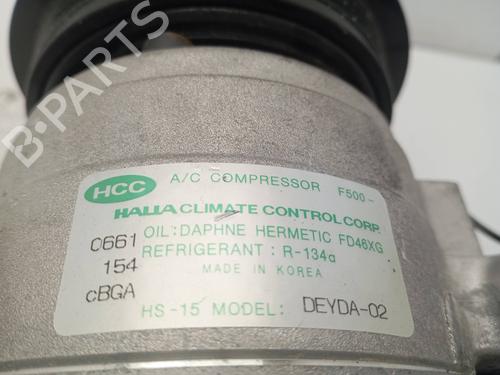 HCC A/C COMPRESSOR F500-
HALLA CLIMATE CONTROL CORP.
0661 OIL: DAPHNE HERMETIC FD46XG
REFRIGERANT : R-134a
154 MADE IN KOREA
cBGA
HS-15 MODEL: DEYDA-02
B-PARTS